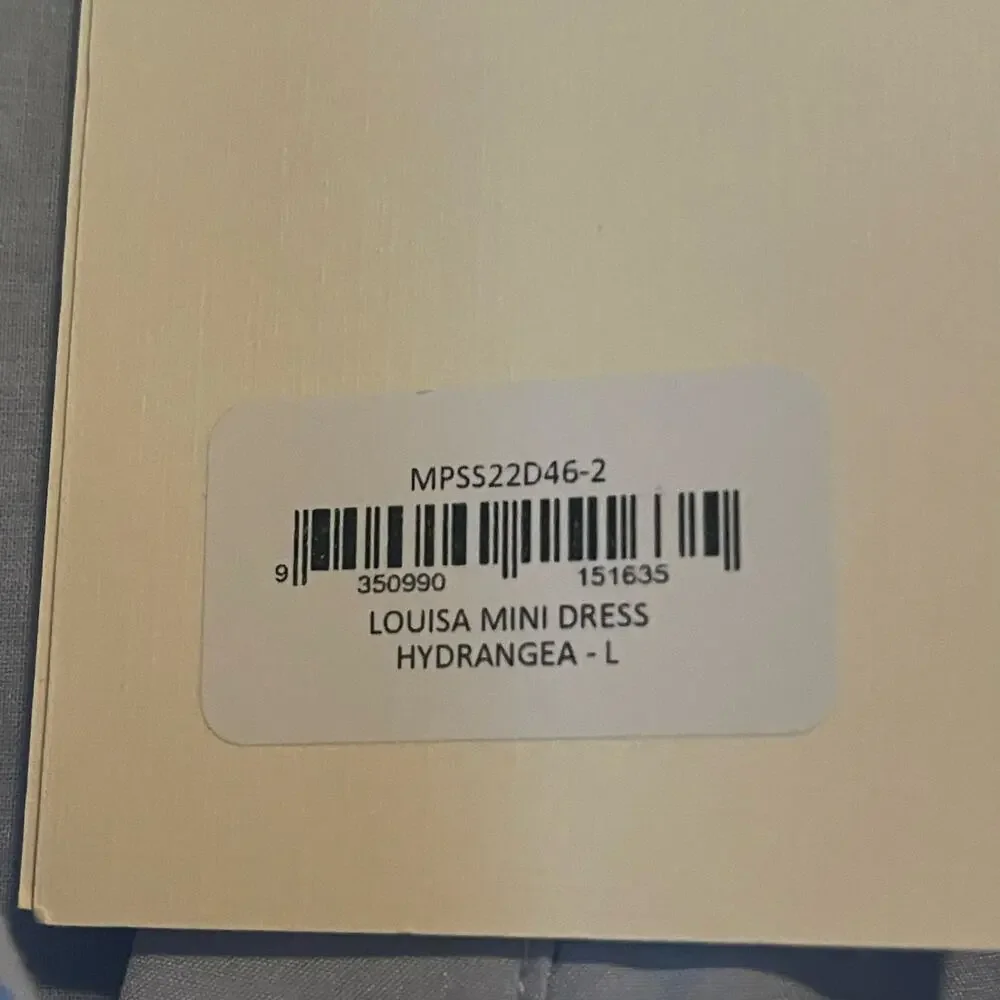 MPSS22D46-2
9 350990 151635
LOUISA MINI DRESS
HYDRANGEA - L